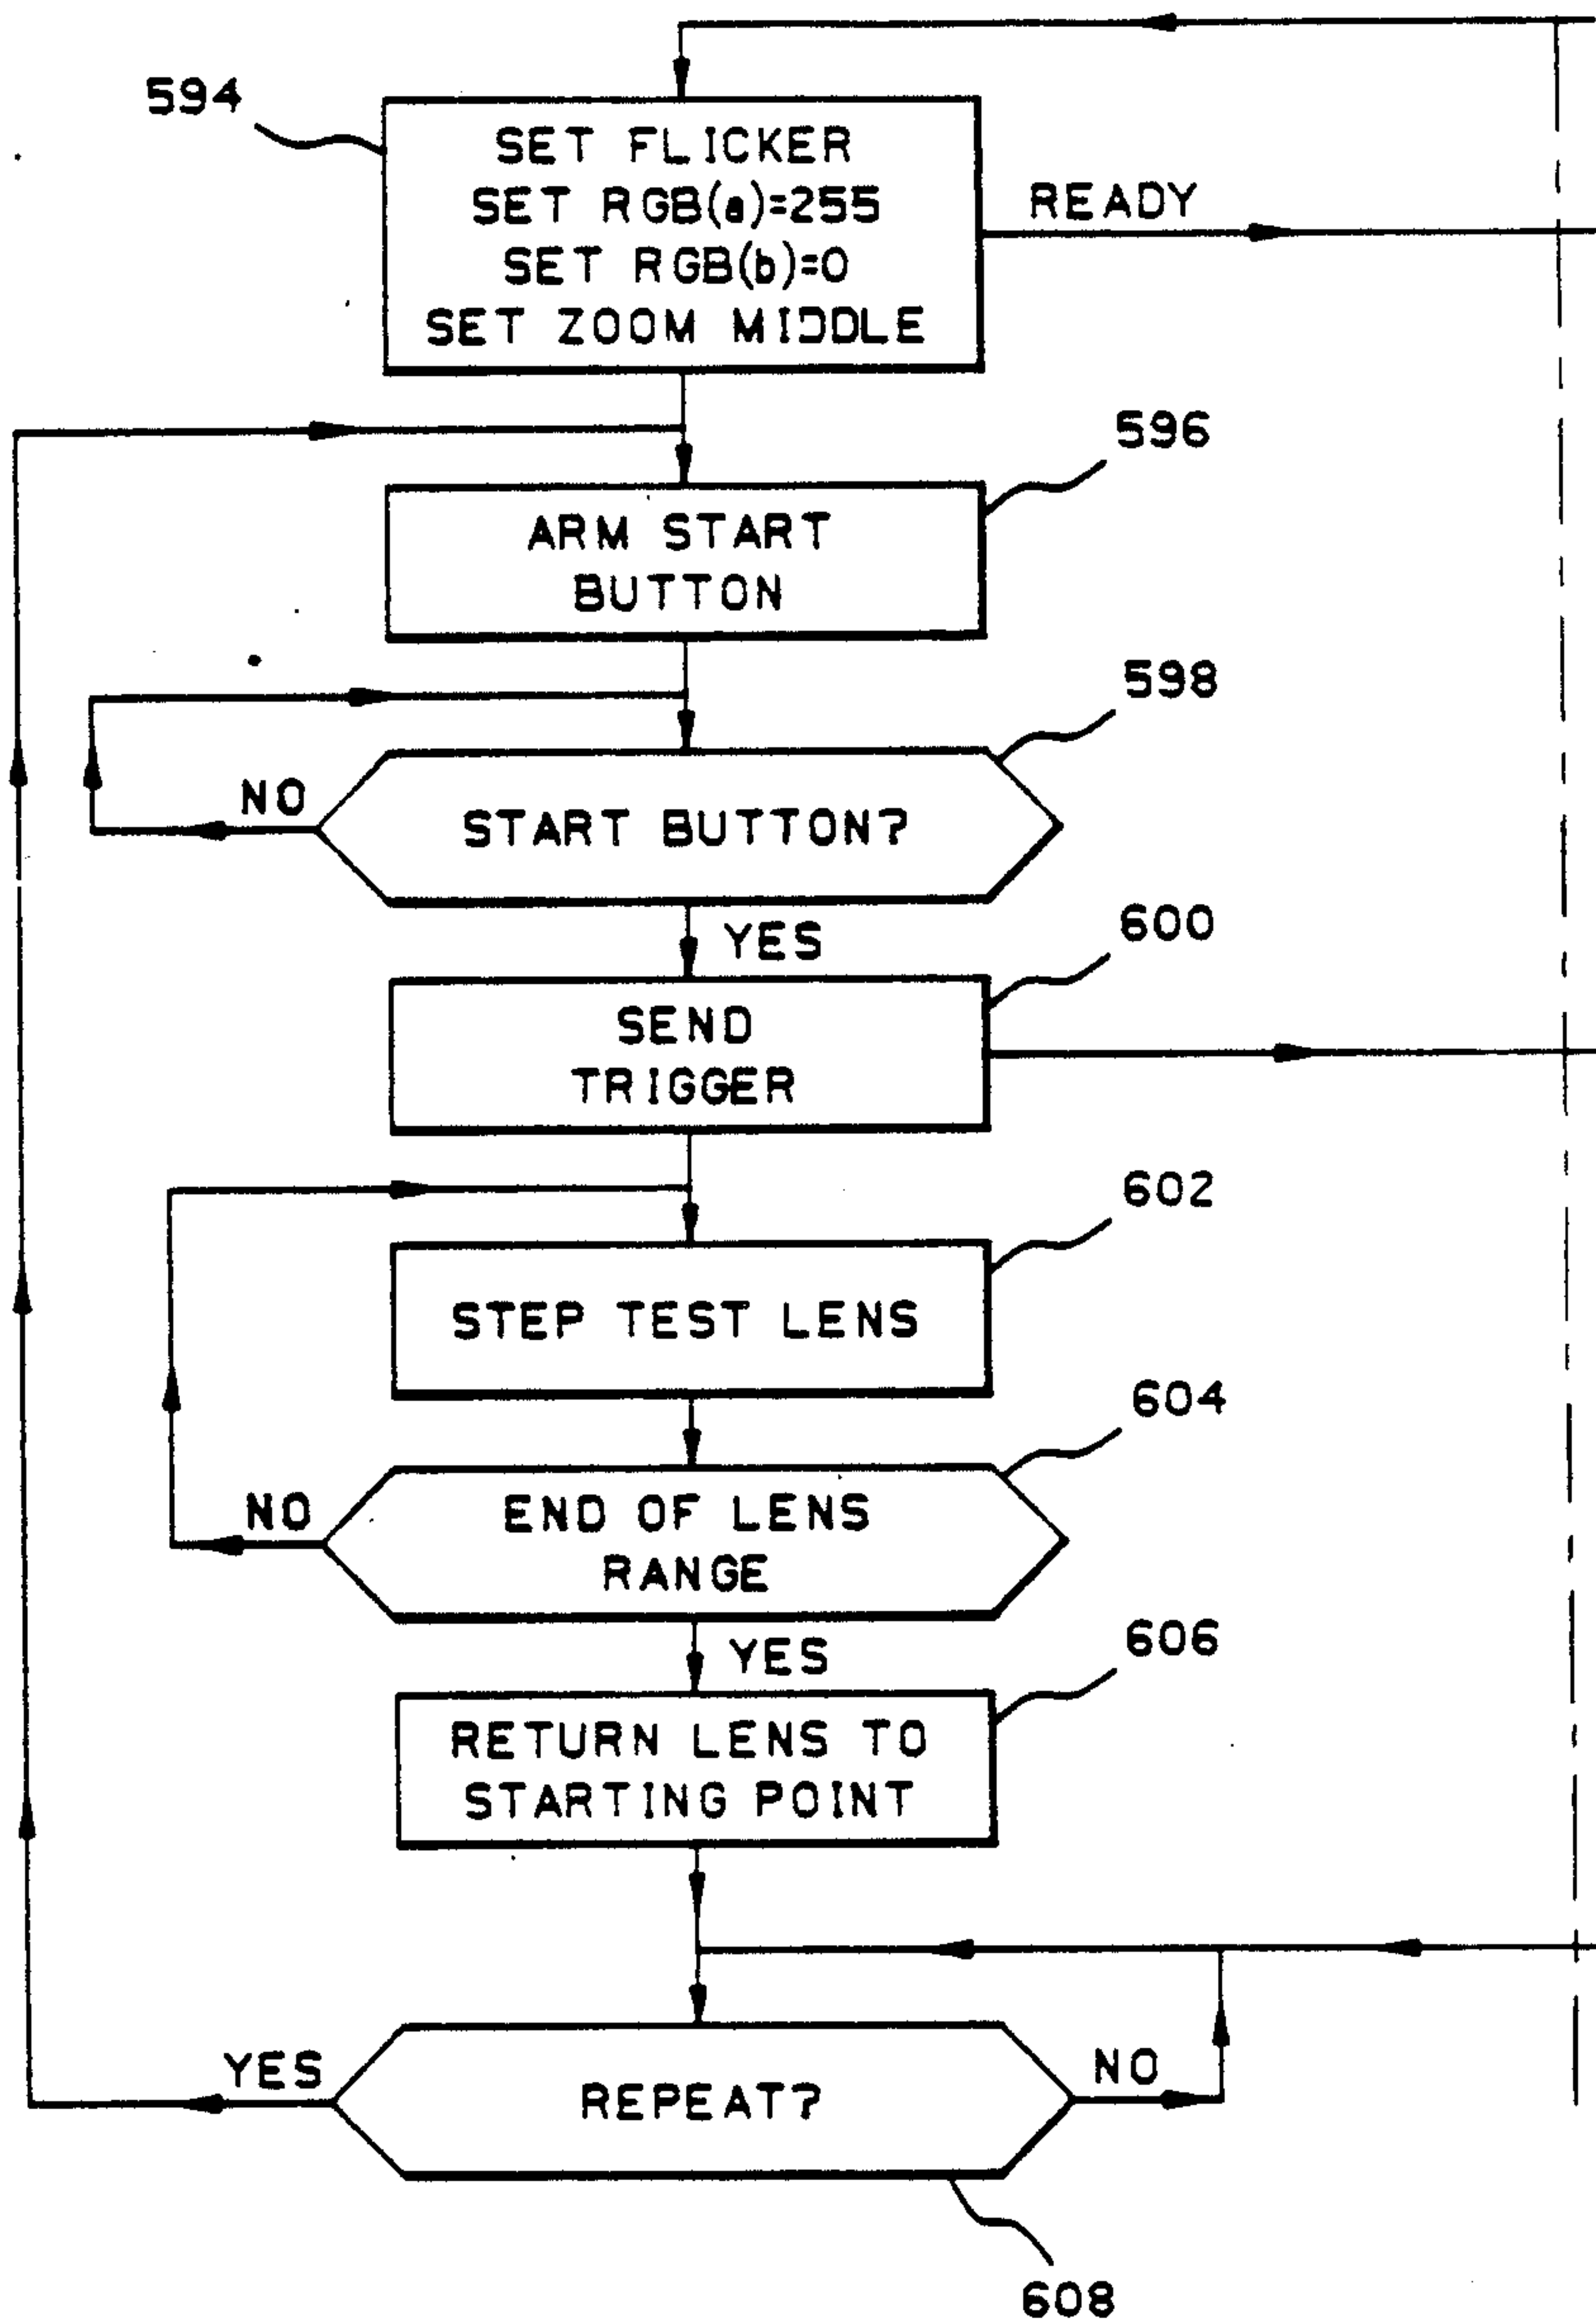 594
SET FLICKER
SET RGB(a)=255
SET RGB(b)=0
SET ZOOM MIDDLE
READY
596
ARM START
BUTTON
598
NO
START BUTTON?
YES
600
SEND
TRIGGER
602
STEP TEST LENS
604
NO
END OF LENS
RANGE
YES
606
RETURN LENS TO
STARTING POINT
YES
REPEAT?
NO
608